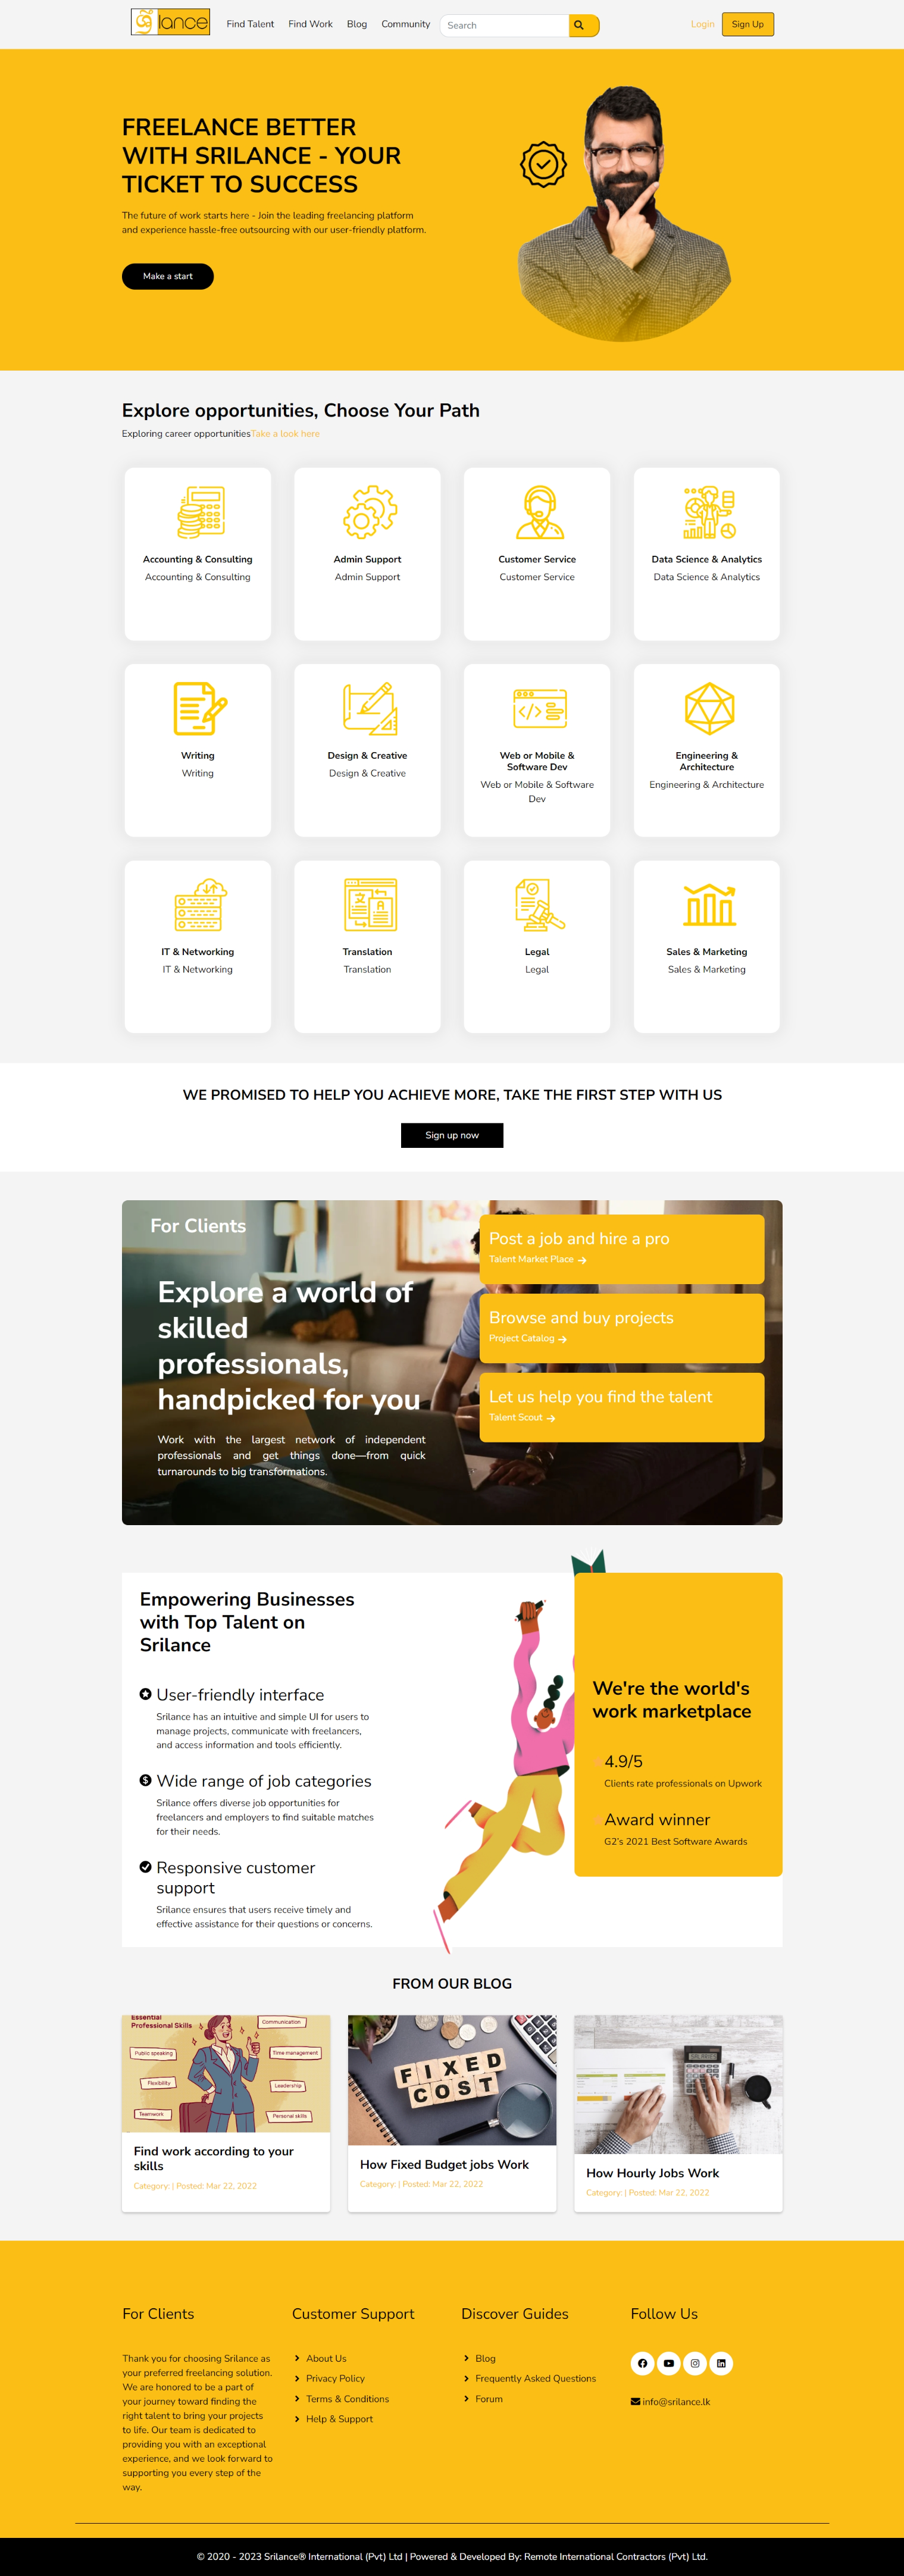 ශ්‍රී lance
Find Talent Find Work Blog Community Search Login Sign Up
FREELANCE BETTER
WITH SRILANCE - YOUR
TICKET TO SUCCESS
The future of work starts here - Join the leading freelancing platform
and experience hassle-free outsourcing with our user-friendly platform.
Make a start
Explore opportunities, Choose Your Path
Exploring career opportunitiesTake a look here
Accounting & Consulting
Accounting & Consulting
Admin Support
Admin Support
Customer Service
Customer Service
Data Science & Analytics
Data Science & Analytics
Writing
Writing
Design & Creative
Design & Creative
Web or Mobile &
Software Dev
Web or Mobile & Software
Dev
Engineering &
Architecture
Engineering & Architecture
IT & Networking
IT & Networking
Translation
Translation
Legal
Legal
Sales & Marketing
Sales & Marketing
WE PROMISED TO HELP YOU ACHIEVE MORE, TAKE THE FIRST STEP WITH US
Sign up now
For Clients
Explore a world of
skilled
professionals,
handpicked for you
Work with the largest network of independent
professionals and get things done—from quick
turnarounds to big transformations.
Post a job and hire a pro
Talent Market Place
Browse and buy projects
Project Catalog
Let us help you find the talent
Talent Scout
Empowering Businesses
with Top Talent on
Srilance
User-friendly interface
Srilance has an intuitive and simple UI for users to
manage projects, communicate with freelancers,
and access information and tools efficiently.
Wide range of job categories
Srilance offers diverse job opportunities for
freelancers and employers to find suitable matches
for their needs.
Responsive customer
support
Srilance ensures that users receive timely and
effective assistance for their questions or concerns.
We're the world's
work marketplace
4.9/5
Clients rate professionals on Upwork
Award winner
G2's 2021 Best Software Awards
FROM OUR BLOG
Essential
Professional Skills
Communication
Public speaking
Time management
Flexibility
Leadership
Teamwork
Personal skills
Find work according to your
skills
Category: | Posted: Mar 22, 2022
FIXED
COST
How Fixed Budget jobs Work
Category: | Posted: Mar 22, 2022
How Hourly Jobs Work
Category: | Posted: Mar 22, 2022
For Clients
Thank you for choosing Srilance as
your preferred freelancing solution.
We are honored to be a part of
your journey toward finding the
right talent to bring your projects
to life. Our team is dedicated to
providing you with an exceptional
experience, and we look forward to
supporting you every step of the
way.
Customer Support
About Us
Privacy Policy
Terms & Conditions
Help & Support
Discover Guides
Blog
Frequently Asked Questions
Forum
Follow Us
info@srilance.lk
© 2020 - 2023 Srilance® International (Pvt) Ltd | Powered & Developed By: Remote International Contractors (Pvt) Ltd.